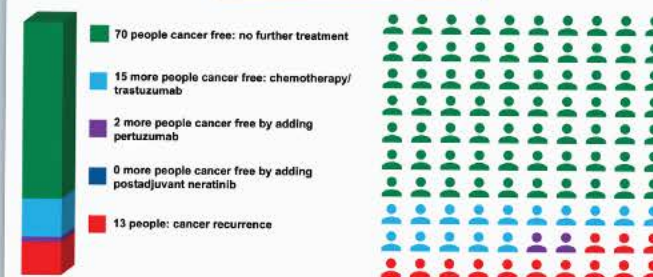 70 people cancer free: no further treatment
15 more people cancer free: chemotherapy/
trastuzumab
2 more people cancer free by adding
pertuzumab
0 more people cancer free by adding
postadjuvant neratinib
13 people: cancer recurrence